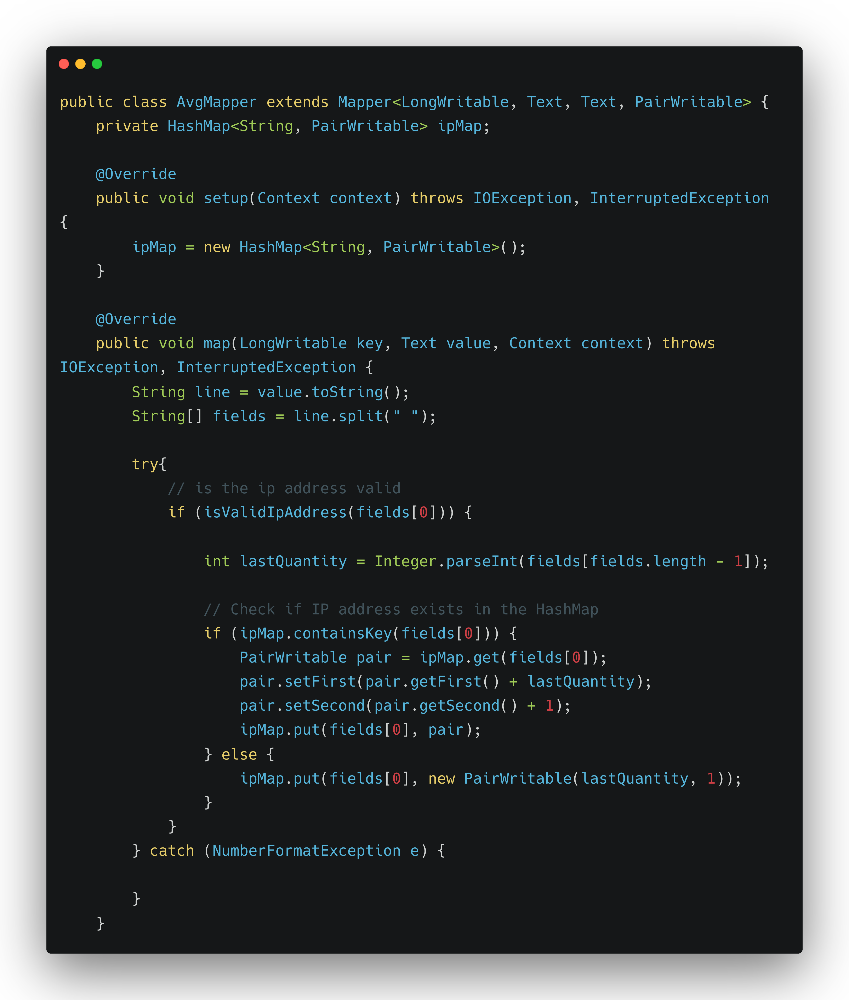 public class AvgMapper extends Mapper<LongWritable, Text, Text, PairWritable> {
    private HashMap<String, PairWritable> ipMap;

    @Override
    public void setup(Context context) throws IOException, InterruptedException
{
        ipMap = new HashMap<String, PairWritable>();
    }

    @Override
    public void map(LongWritable key, Text value, Context context) throws
IOException, InterruptedException {
        String line = value.toString();
        String[] fields = line.split(" ");

        try{
            // is the ip address valid
            if (isValidIpAddress(fields[0])) {

                int lastQuantity = Integer.parseInt(fields[fields.length - 1]);

                // Check if IP address exists in the HashMap
                if (ipMap.containsKey(fields[0])) {
                    PairWritable pair = ipMap.get(fields[0]);
                    pair.setFirst(pair.getFirst() + lastQuantity);
                    pair.setSecond(pair.getSecond() + 1);
                    ipMap.put(fields[0], pair);
                } else {
                    ipMap.put(fields[0], new PairWritable(lastQuantity, 1));
                }
            }
        } catch (NumberFormatException e) {

        }
    }